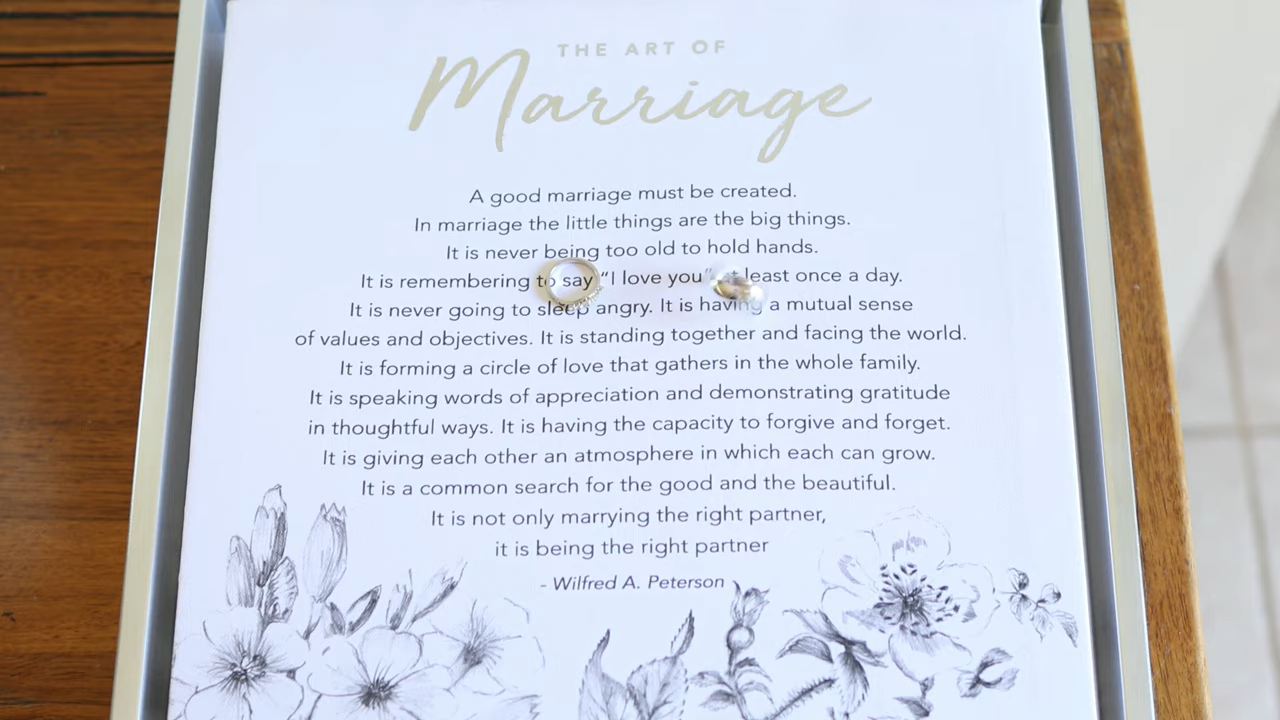 THE ART OF
Marriage
A good marriage must be created.
In marriage the little things are the big things.
It is never being too old to hold hands.
It is remembering to say “I love you” at least once a day.
It is never going to sleep angry. It is having a mutual sense
of values and objectives. It is standing together and facing the world.
It is forming a circle of love that gathers in the whole family.
It is speaking words of appreciation and demonstrating gratitude
in thoughtful ways. It is having the capacity to forgive and forget.
It is giving each other an atmosphere in which each can grow.
It is a common search for the good and the beautiful.
It is not only marrying the right partner,
it is being the right partner
- Wilfred A. Peterson